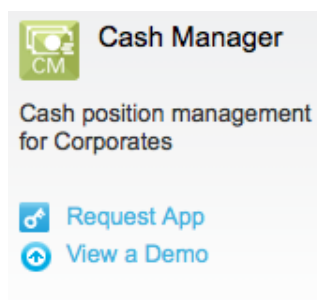 Cash Manager
CM
Cash position management
for Corporates
Request App
View a Demo